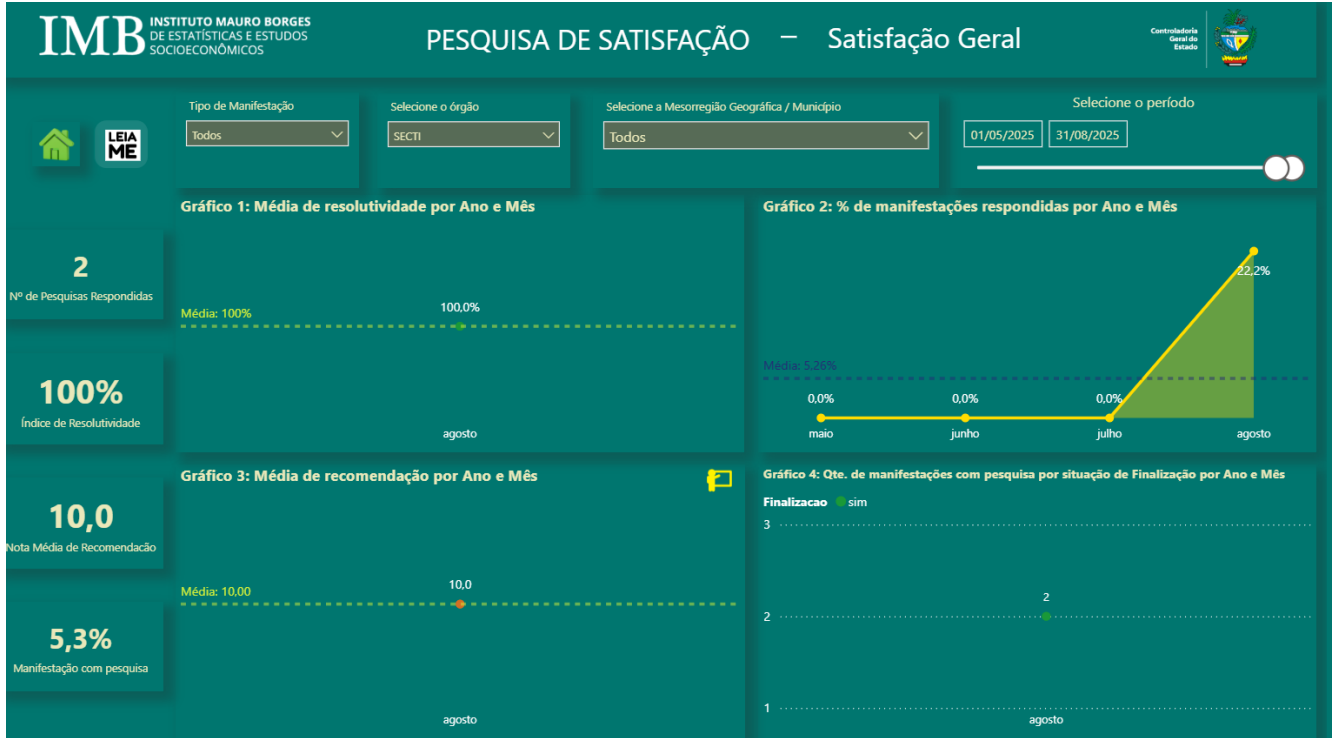 IMB
INSTITUTO MAURO BORGES
DE ESTATÍSTICAS E ESTUDOS
SOCIOECONÔMICOS
PESQUISA DE SATISFAÇÃO – Satisfação Geral
Controladoria
Geral do
Estado
LEIA
ME
Tipo de Manifestação
Todos
Selecione o órgão
SECTI
Selecione a Mesorregião Geográfica / Município
Todos
Selecione o período
01/05/2025 31/08/2025
2
Nº de Pesquisas Respondidas
100%
Índice de Resolutividade
10,0
Nota Média de Recomendacão
5,3%
Manifestação com pesquisa
Gráfico 1: Média de resolutividade por Ano e Mês
100,0%
Média: 100%
agosto
Gráfico 2: % de manifestações respondidas por Ano e Mês
22,2%
Média: 5,26%
0,0% 0,0% 0,0%
maio junho julho agosto
Gráfico 3: Média de recomendação por Ano e Mês
10,0
Média: 10,00
agosto
Gráfico 4: Qte. de manifestações com pesquisa por situação de Finalização por Ano e Mês
Finalizacao sim
3
2
2
1
agosto